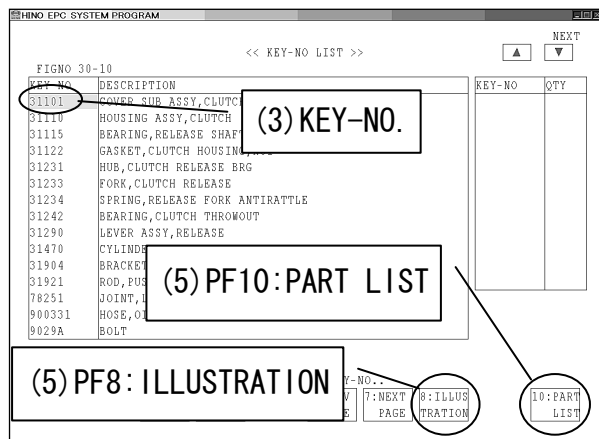 HINO EPC SYSTEM PROGRAM
NEXT
<< KEY-NO LIST >>
FIGNO 30-10
KEY-NO DESCRIPTION KEY-NO QTY
31101 COVER SUB ASSY,CLUTCH
31110 HOUSING ASSY,CLUTCH
(3)KEY-NO.
31115 BEARING,RELEASE SHAFT
31122 GASKET,CLUTCH HOUSING
31231 HUB,CLUTCH RELEASE BRG
31233 FORK,CLUTCH RELEASE
31234 SPRING,RELEASE FORK ANTIRATTLE
31242 BEARING,CLUTCH THROWOUT
31290 LEVER ASSY,RELEASE
31470
31904 BRACKET
(5)PF10:PART LIST
31921 ROD,
78251 JOINT,
900331 HOSE,
9029A BOLT
(5)PF8:ILLUSTRATION
7:NEXT PAGE
8:ILLUS TRATION
10:PART LIST